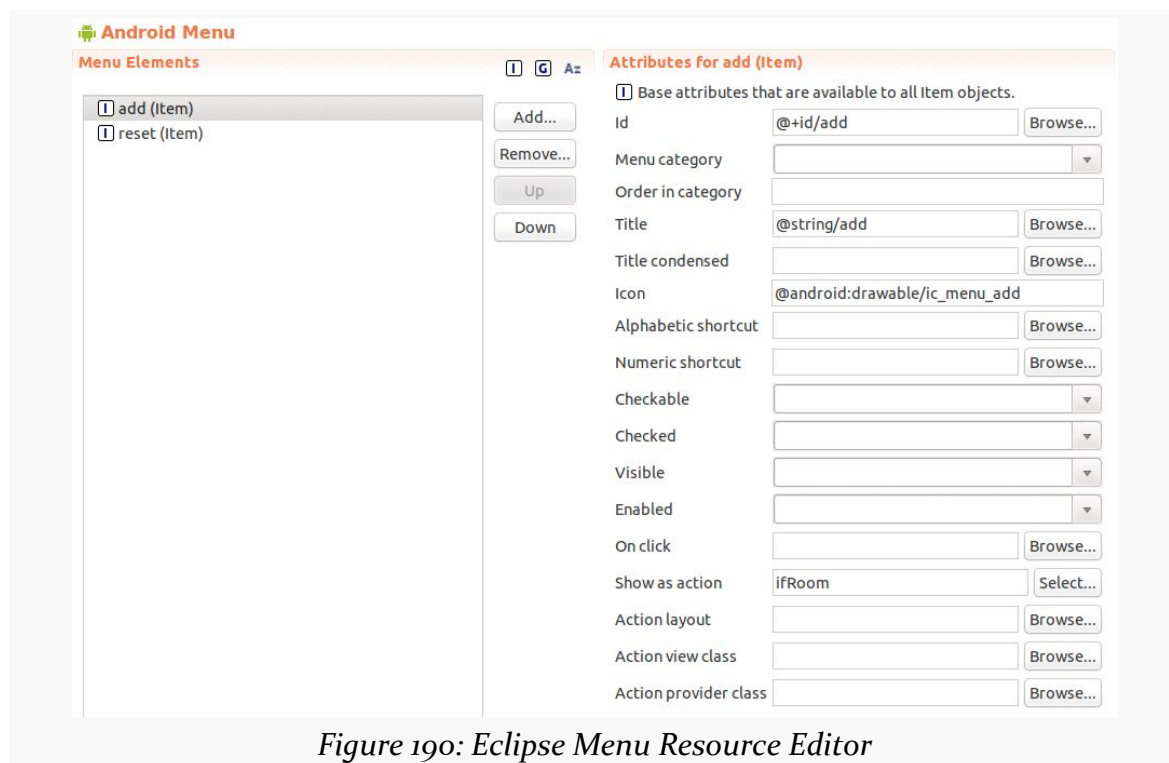 Android Menu
Menu Elements
I G Az
I add (Item)
I reset (Item)
Add...
Remove...
Up
Down
Attributes for add (Item)
I Base attributes that are available to all Item objects.
Id @+id/add Browse...
Menu category
Order in category
Title @string/add Browse...
Title condensed Browse...
Icon @android:drawable/ic_menu_add
Alphabetic shortcut Browse...
Numeric shortcut Browse...
Checkable
Checked
Visible
Enabled
On click Browse...
Show as action ifRoom Select...
Action layout Browse...
Action view class Browse...
Action provider class Browse...
Figure 190: Eclipse Menu Resource Editor